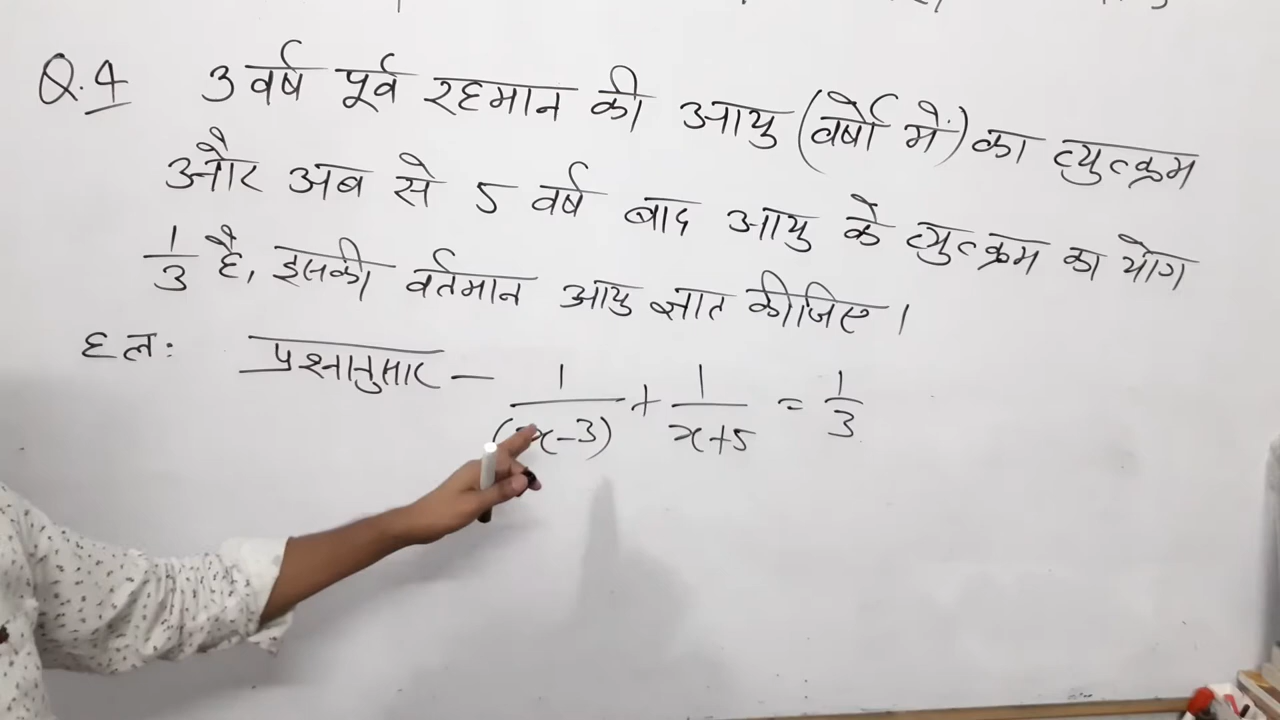 Q.4 3 वर्ष पूर्व रहमान की आयु (वर्षो में) का व्युत्क्रम
और अब से 5 वर्ष बाद आयु के व्युत्क्रम का योग
1/3 है, इसकी वर्तमान आयु ज्ञात कीजिए।
हल: प्रश्नानुसार - 1/(x-3) + 1/x+5 = 1/3